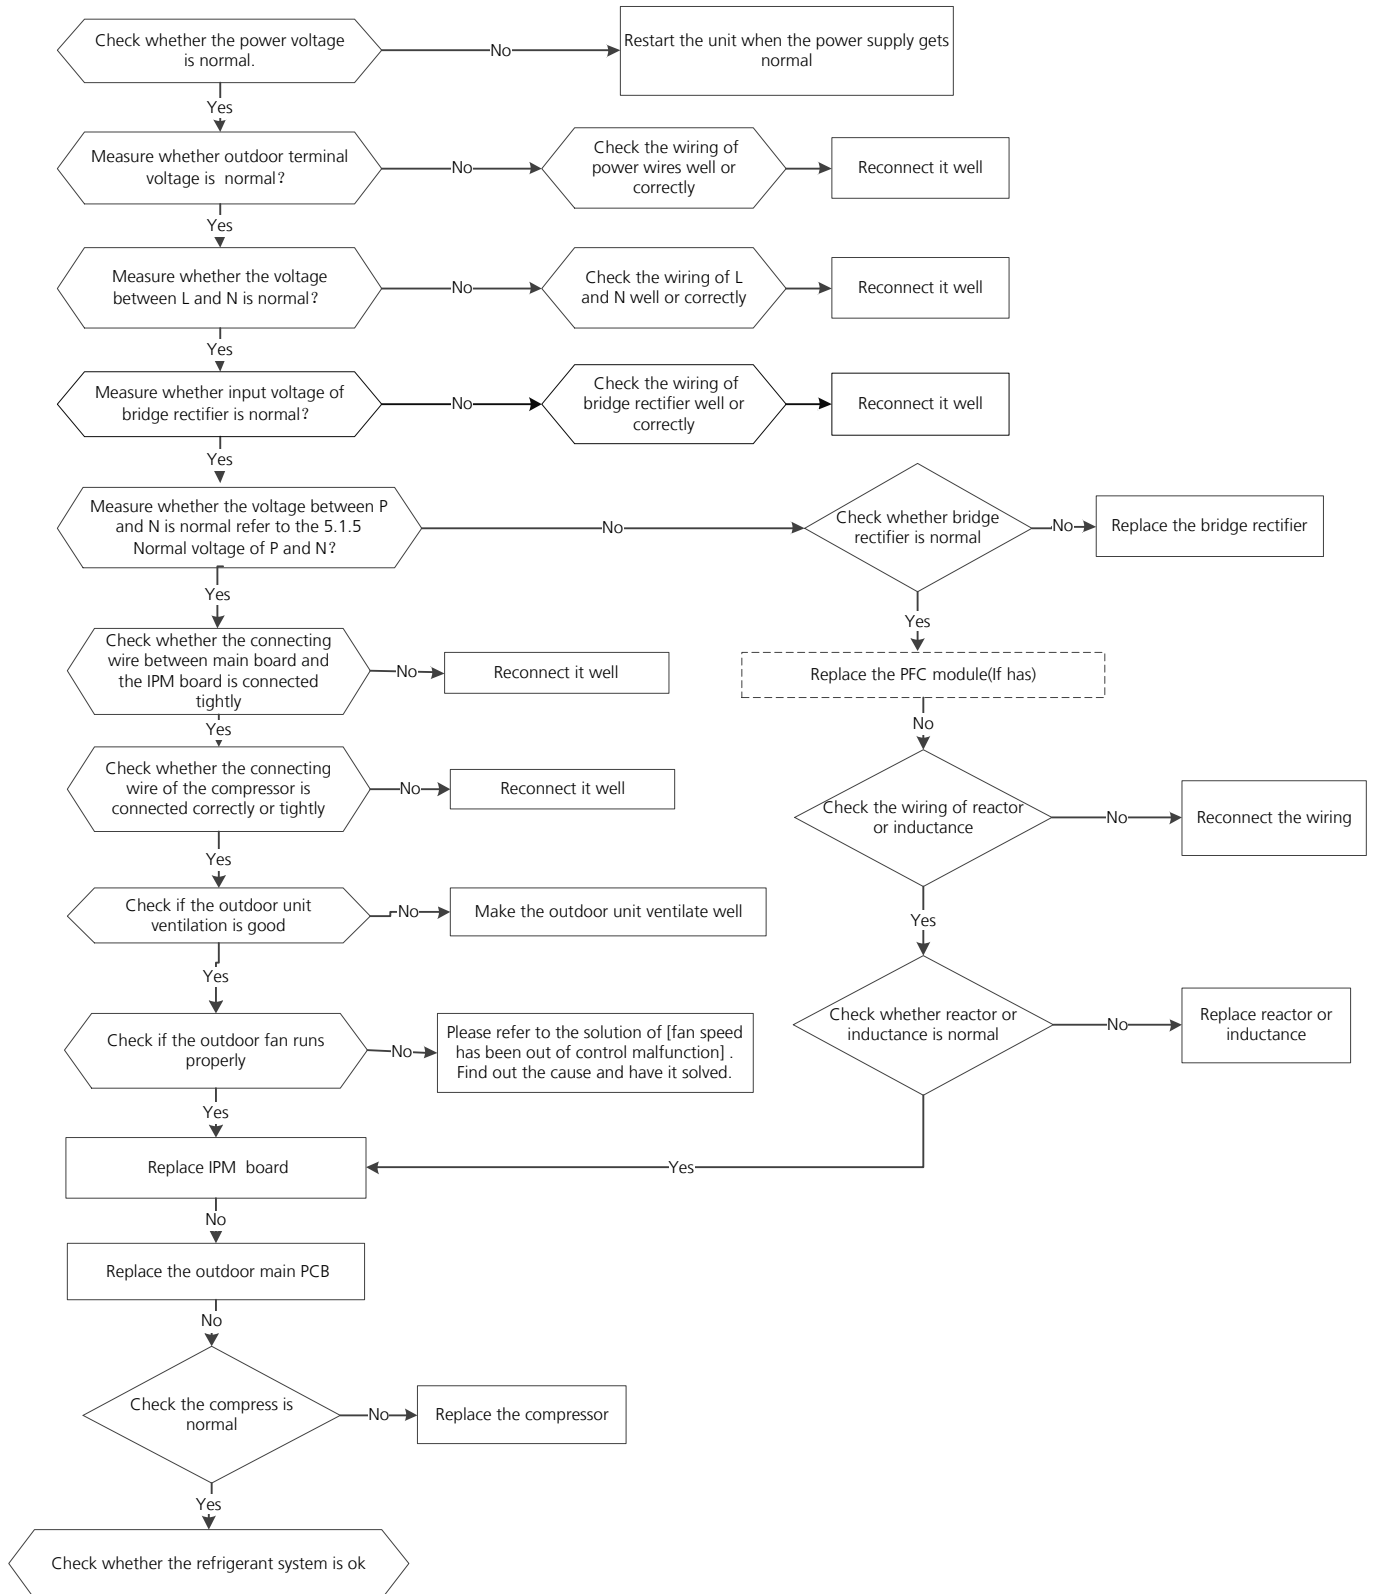 Check whether the power voltage
is normal.
No
Restart the unit when the power supply gets
normal
Yes
Measure whether outdoor terminal
voltage is normal?
No
Check the wiring of
power wires well or
correctly
Reconnect it well
Yes
Measure whether the voltage
between L and N is normal?
No
Check the wiring of L
and N well or correctly
Reconnect it well
Yes
Measure whether input voltage of
bridge rectifier is normal?
No
Check the wiring of
bridge rectifier well or
correctly
Reconnect it well
Yes
Measure whether the voltage between P
and N is normal refer to the 5.1.5
Normal voltage of P and N?
No
Check whether bridge
rectifier is normal
No
Replace the bridge rectifier
Yes
Yes
Check whether the connecting
wire between main board and
the IPM board is connected
tightly
No
Reconnect it well
Replace the PFC module(If has)
No
Yes
Check whether the connecting
wire of the compressor is
connected correctly or tightly
No
Reconnect it well
Check the wiring of reactor
or inductance
No
Reconnect the wiring
Yes
Check if the outdoor unit
ventilation is good
No
Make the outdoor unit ventilate well
Yes
Yes
Check if the outdoor fan runs
properly
No
Please refer to the solution of [fan speed
has been out of control malfunction] .
Find out the cause and have it solved.
Check whether reactor or
inductance is normal
No
Replace reactor or
inductance
Yes
Replace IPM board
Yes
No
Replace the outdoor main PCB
No
Check the compress is
normal
No
Replace the compressor
Yes
Check whether the refrigerant system is ok